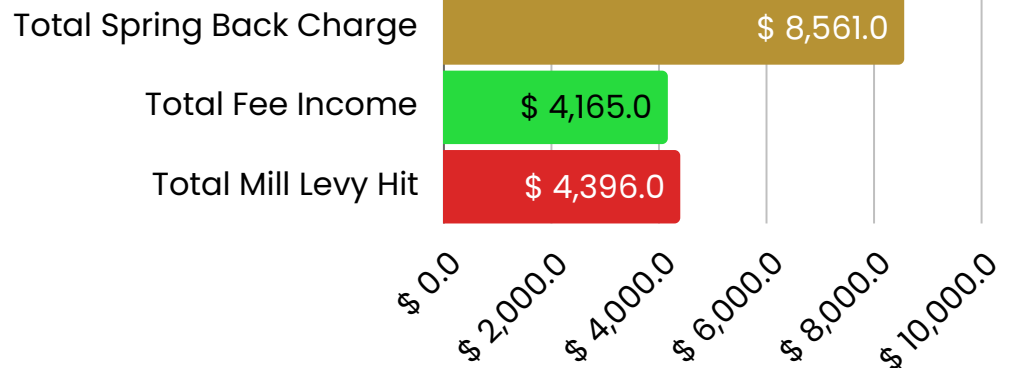 Total Spring Back Charge $ 8,561.0
Total Fee Income $ 4,165.0
Total Mill Levy Hit $ 4,396.0
$ 0.0 $ 2,000.0 $ 4,000.0 $ 6,000.0 $ 8,000.0 $ 10,000.0